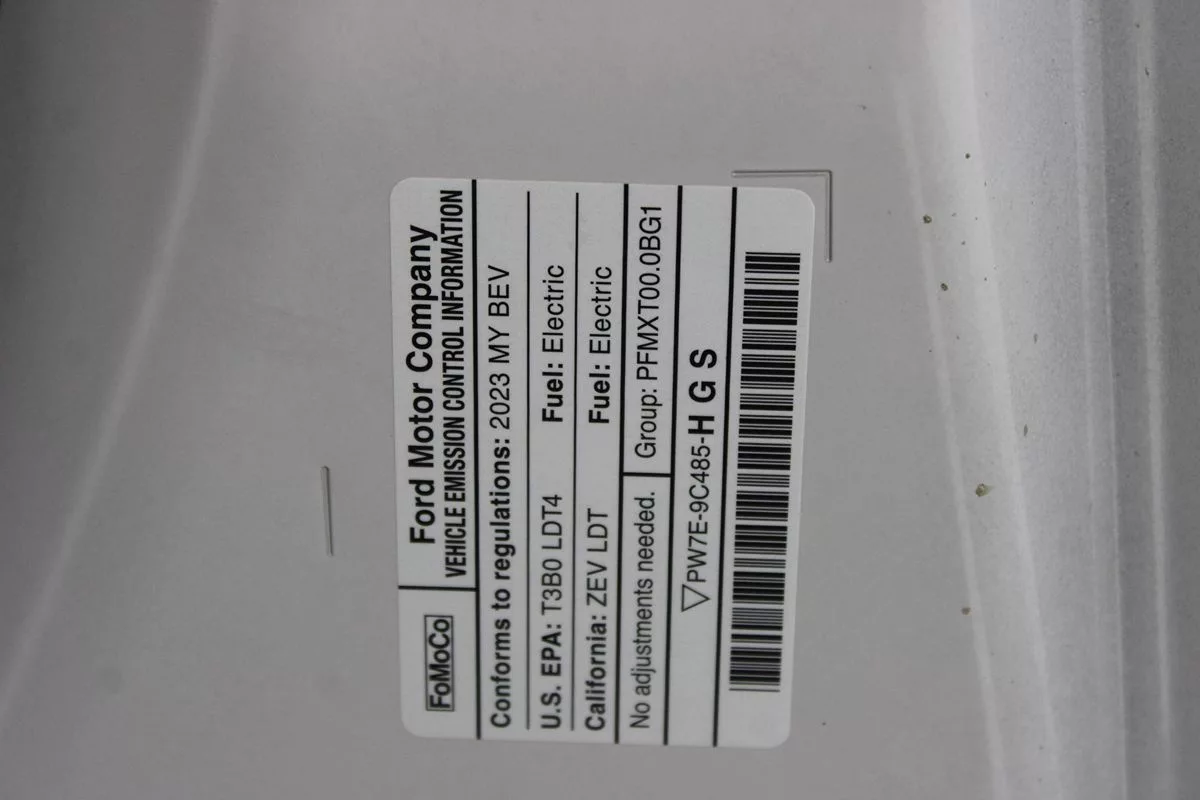 FoMoCo
Ford Motor Company
VEHICLE EMISSION CONTROL INFORMATION
Conforms to regulations: 2023 MY BEV
U.S. EPA: T3B0 LDT4 Fuel: Electric
California: ZEV LDT Fuel: Electric
No adjustments needed. Group: PFMXT00.0BG1
▽PW7E-9C485-H G S